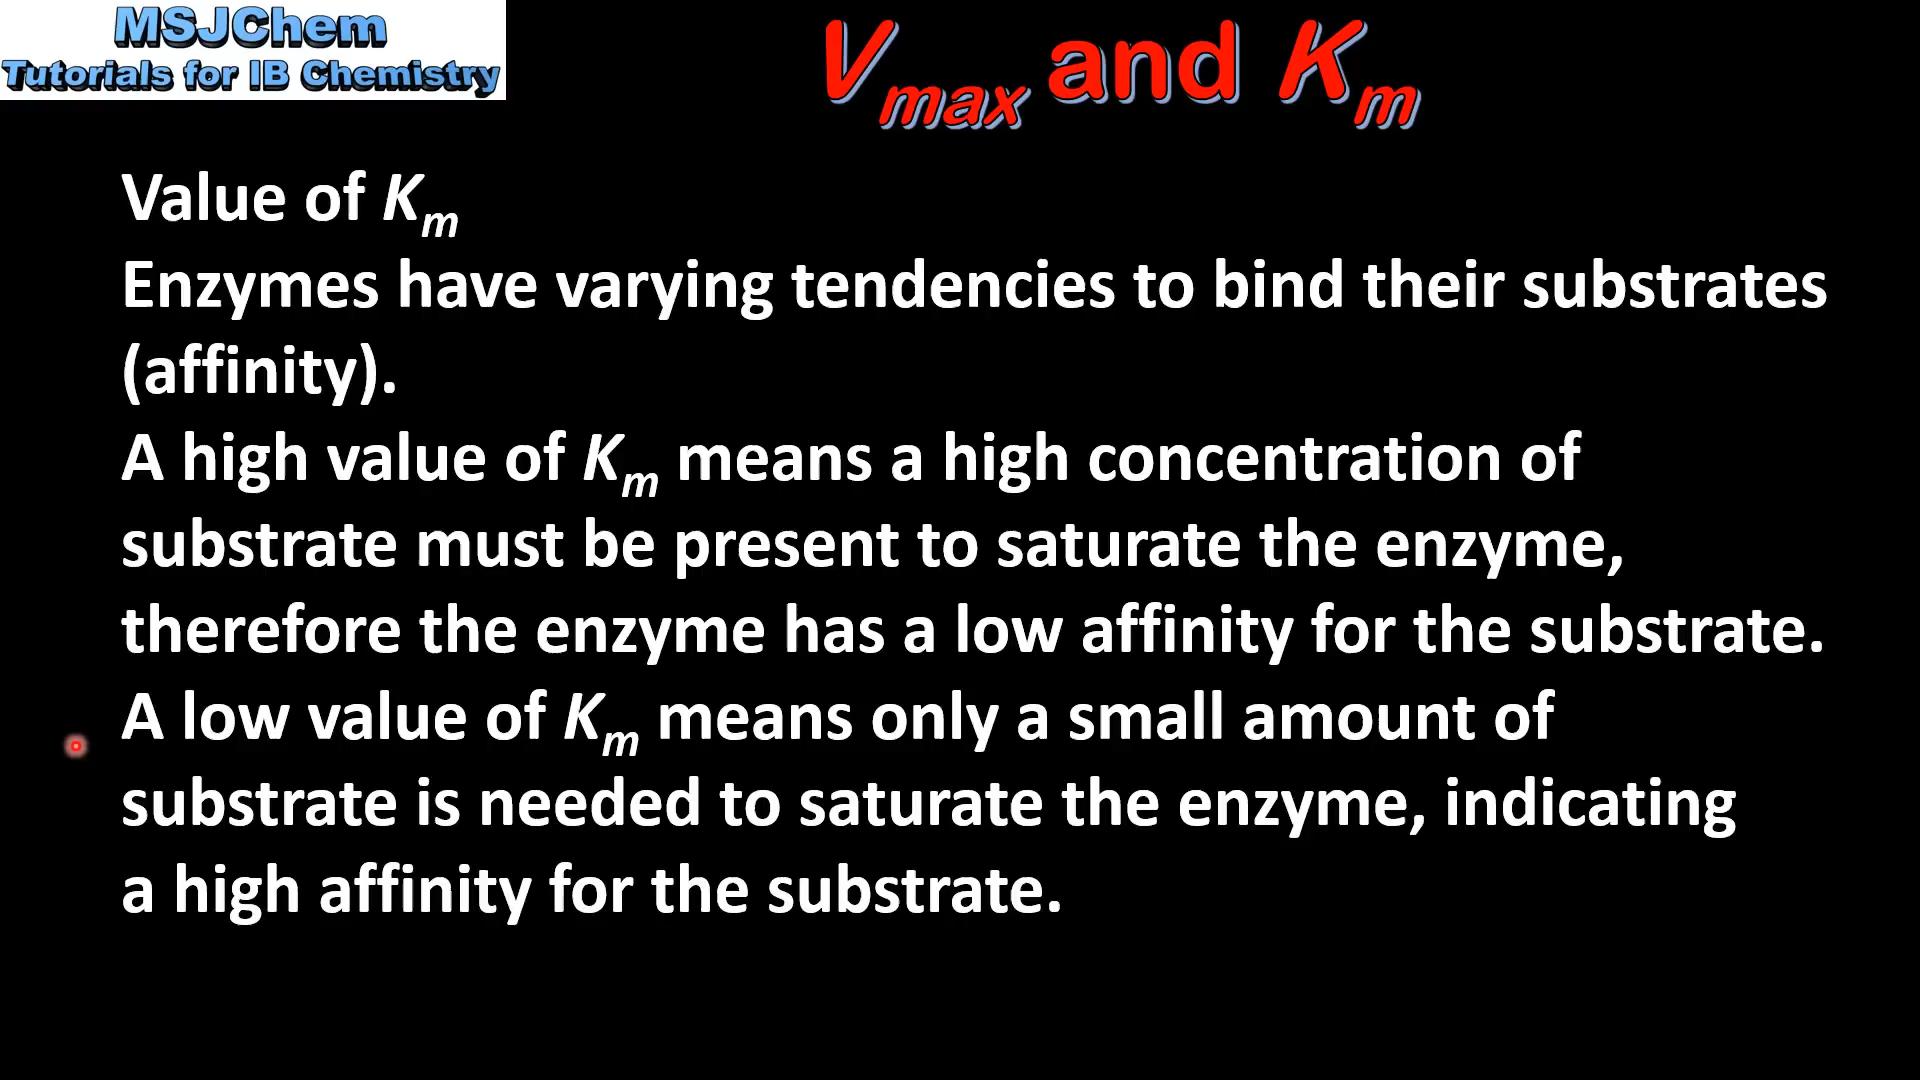 MSJChem
Tutorials for IB Chemistry
Vmax and Km
Value of Km
Enzymes have varying tendencies to bind their substrates
(affinity).
A high value of Km means a high concentration of
substrate must be present to saturate the enzyme,
therefore the enzyme has a low affinity for the substrate.
A low value of Km means only a small amount of
substrate is needed to saturate the enzyme, indicating
a high affinity for the substrate.